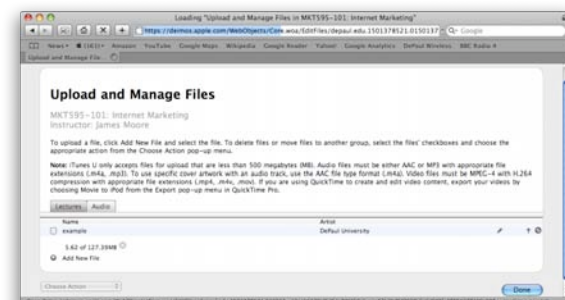 Loading "Upload and Manage Files in MKT595-101: Internet Marketing"
https://deimos.apple.com/WebObjects/Core.woa/EditFiles/depaul.edu.1501378521.0150137
Google
News Amazon YouTube Google Maps Wikipedia Google Reader Yahoo! Google Analytics DePaul Wireless BBC Radio 4
Upload and Manage File...
Upload and Manage Files
MKT595-101: Internet Marketing
Instructor: James Moore
To upload a file, click Add New File and select the file. To delete files or move files to another group, select the files' checkboxes and choose the
appropriate action from the Choose Action pop-up menu.
Note: iTunes U only accepts files for upload that are less than 500 megabytes (MB). Audio files must be either AAC or MP3 with appropriate file
extensions (.m4a, .mp3). To use specific cover artwork with an audio track, use the AAC file type format (.m4a). Video files must be MPEG-4 with H.264
compression with appropriate file extensions (.mp4, .m4v, .mov). If you are using QuickTime to create and edit video content, export your videos by
choosing Movie to iPod from the Export pop-up menu in QuickTime Pro.
Lectures Audio
Name Artist
example DePaul University
3.62 of 127.39MB
Add New File
Choose Action
Done